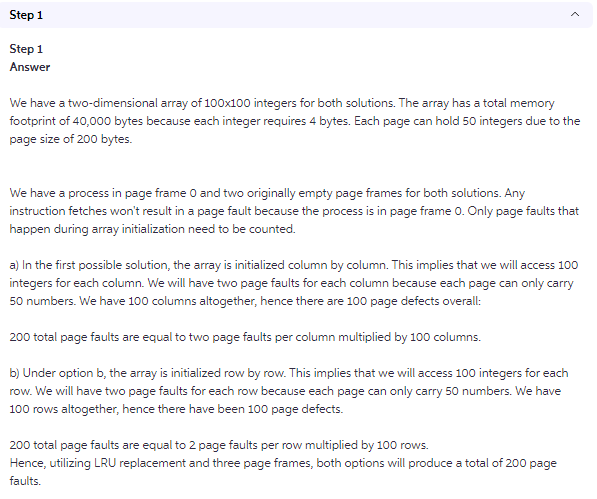 Step 1
Step 1
Answer
We have a two-dimensional array of 100x100 integers for both solutions. The array has a total memory
footprint of 40,000 bytes because each integer requires 4 bytes. Each page can hold 50 integers due to the
page size of 200 bytes.
We have a process in page frame 0 and two originally empty page frames for both solutions. Any
instruction fetches won't result in a page fault because the process is in page frame 0. Only page faults that
happen during array initialization need to be counted.
a) In the first possible solution, the array is initialized column by column. This implies that we will access 100
integers for each column. We will have two page faults for each column because each page can only carry
50 numbers. We have 100 columns altogether, hence there are 100 page defects overall:
200 total page faults are equal to two page faults per column multiplied by 100 columns.
b) Under option b, the array is initialized row by row. This implies that we will access 100 integers for each
row. We will have two page faults for each row because each page can only carry 50 numbers. We have
100 rows altogether, hence there have been 100 page defects.
200 total page faults are equal to 2 page faults per row multiplied by 100 rows.
Hence, utilizing LRU replacement and three page frames, both options will produce a total of 200 page
faults.